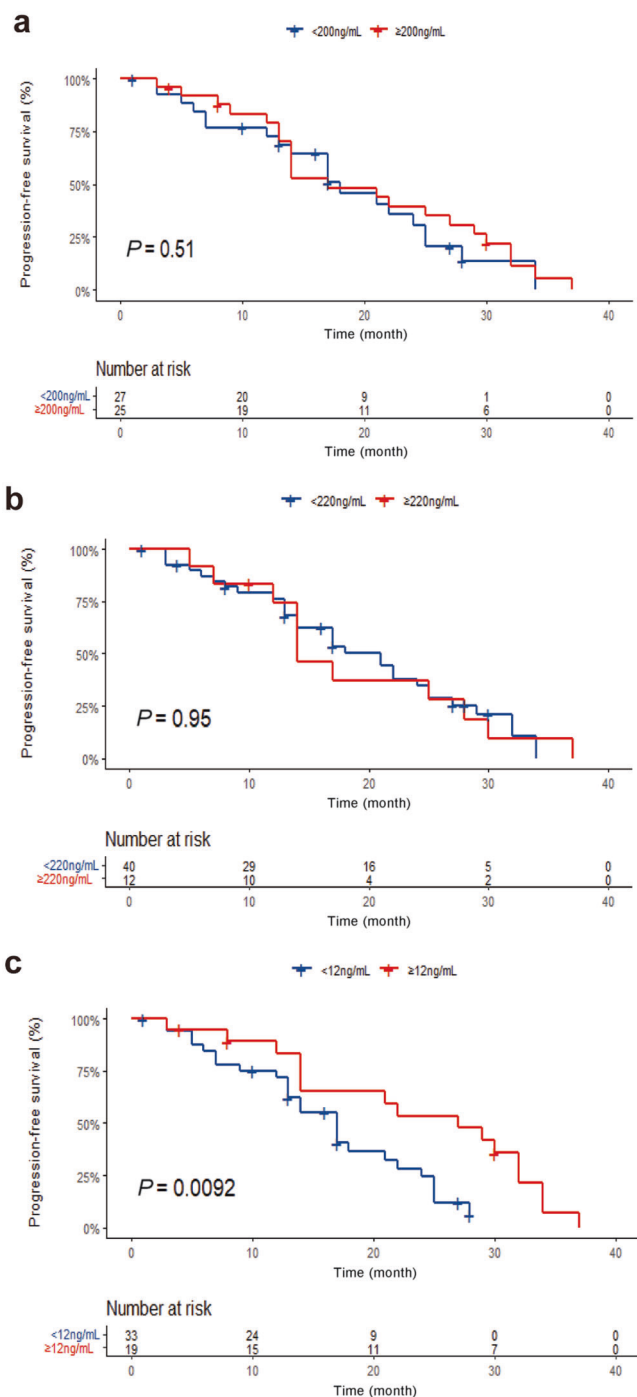 a
<200ng/mL ≥200ng/mL
Progression-free survival (%)
100%
75%
50%
25%
0%
P = 0.51
0 10 20 30 40
Time (month)
Number at risk
<200ng/mL 27 20 9 1 0
≥200ng/mL 25 19 11 6 0
0 10 20 30 40
Time (month)
b
<220ng/mL ≥220ng/mL
Progression-free survival (%)
100%
75%
50%
25%
0%
P = 0.95
0 10 20 30 40
Time (month)
Number at risk
<220ng/mL 40 29 16 5 0
≥220ng/mL 12 10 4 2 0
0 10 20 30 40
Time (month)
c
<12ng/mL ≥12ng/mL
Progression-free survival (%)
100%
75%
50%
25%
0%
P = 0.0092
0 10 20 30 40
Time (month)
Number at risk
<12ng/mL 33 24 9 0 0
≥12ng/mL 19 15 11 7 0
0 10 20 30 40
Time (month)